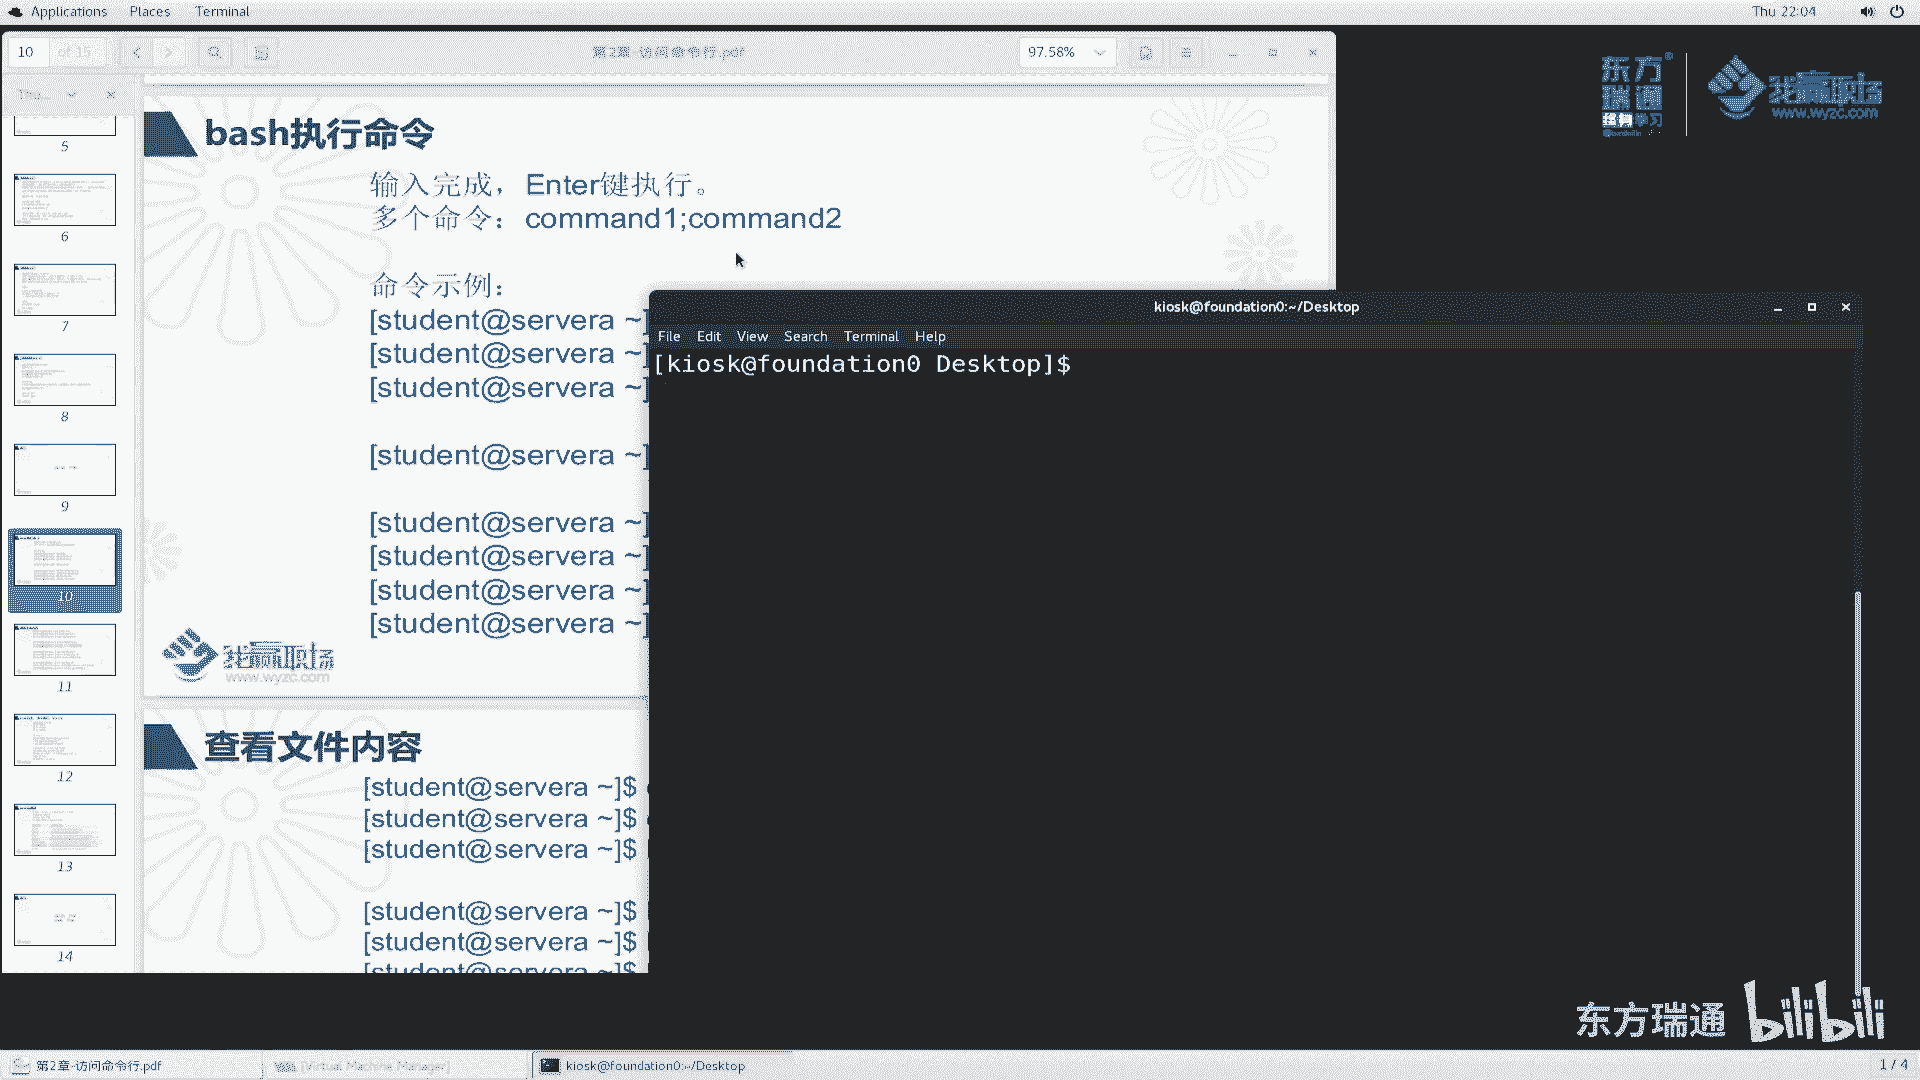 Applications Places Terminal
Thu 22:04
10 of 15
第2章-访问命令行.pdf
97.58%
Thu...
5
6
7
8
9
10
11
12
13
14
bash执行命令
输入完成，Enter键执行。
多个命令：command1;command2
命令示例：
[student@servera ~]
[student@servera ~]
[student@servera ~]
[student@servera ~]
[student@servera ~]
[student@servera ~]
[student@servera ~]
[student@servera ~]
我赢职场
www.wyzc.com
查看文件内容
[student@servera ~]$
[student@servera ~]$
[student@servera ~]$
[student@servera ~]$
[student@servera ~]$
[student@servera ~]$
kiosk@foundation0:~/Desktop
File Edit View Search Terminal Help
[kiosk@foundation0 Desktop]$
东方
瑞通
终身学习
我赢职场
www.wyzc.com
东方瑞通 bilibili
第2章-访问命令行.pdf
[Virtual Machine Manager]
kiosk@foundation0:~/Desktop
1 / 4